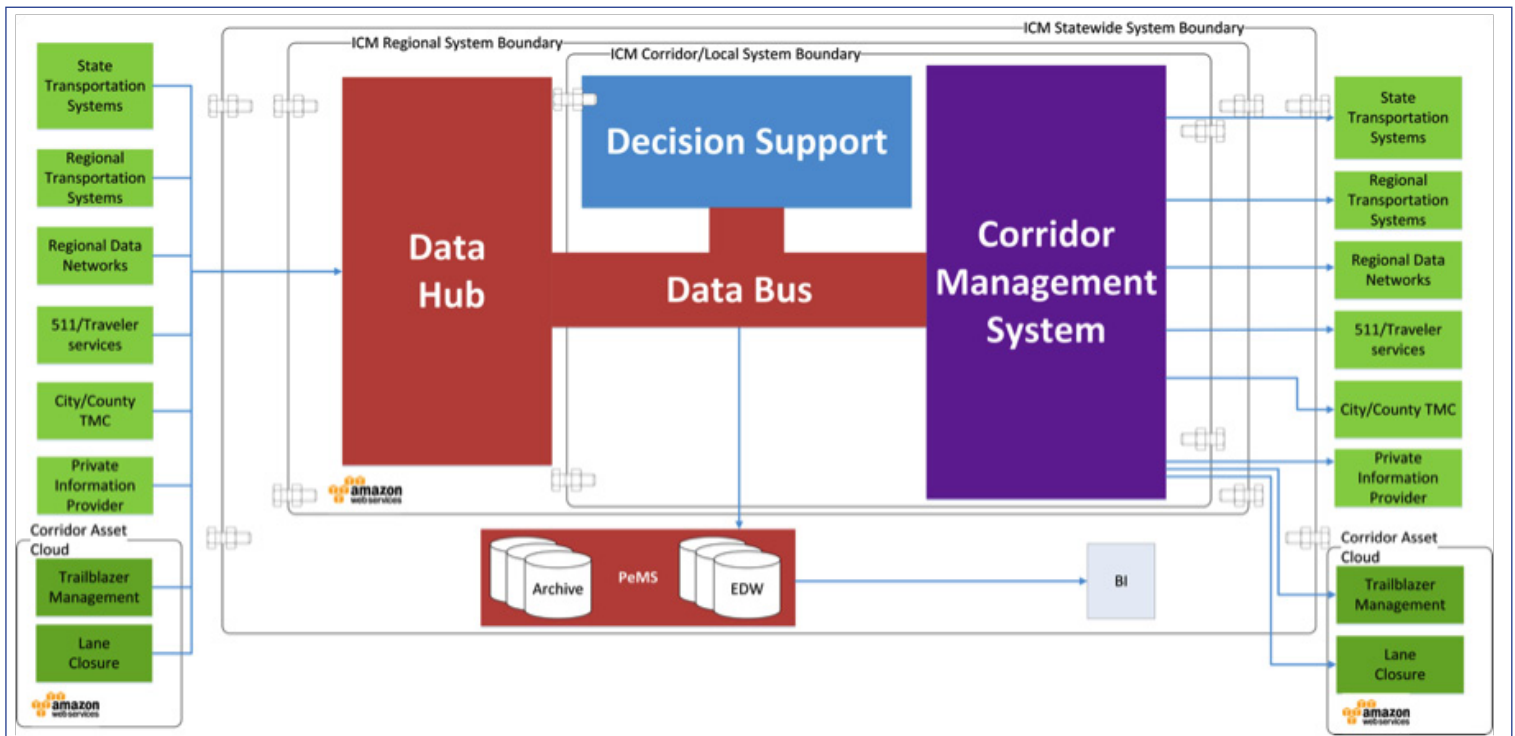 ICM Statewide System Boundary
ICM Regional System Boundary
ICM Corridor/Local System Boundary
State
Transportation
Systems
Regional
Transportation
Systems
Regional Data
Networks
511/Traveler
services
City/County
TMC
Private
Information
Provider
Corridor Asset
Cloud
Trailblazer
Management
Lane
Closure
amazon
web services
Data
Hub
amazon
web services
Decision Support
Data Bus
Corridor
Management
System
Archive
PeMS
EDW
BI
State
Transportation
Systems
Regional
Transportation
Systems
Regional Data
Networks
511/Traveler
services
City/County TMC
Private
Information
Provider
Corridor Asset
Cloud
Trailblazer
Management
Lane
Closure
amazon
web services